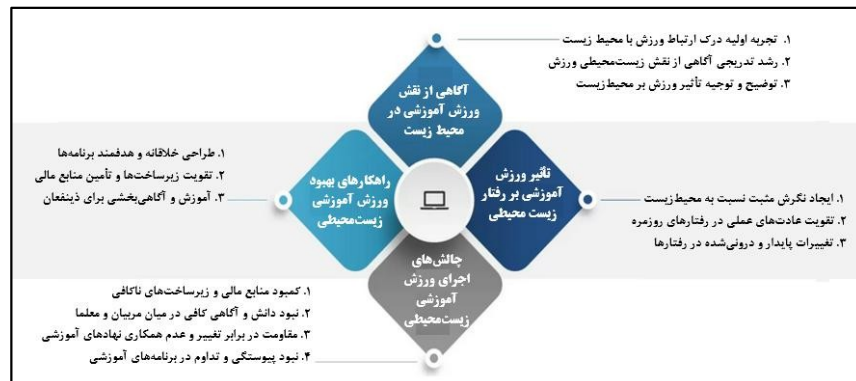 ۱. تجربه اولیه درک ارتباط ورزش با محیط زیست
۲. رشد تدریجی آگاهی از نقش زیست‌محیطی ورزش
۳. توضیح و توجیه تأثیر ورزش بر محیط‌زیست
آگاهی از نقش
ورزش آموزشی در
محیط زیست
تأثیر ورزش
آموزشی بر رفتار
زیست محیطی
۱. ایجاد نگرش مثبت نسبت به محیط‌زیست
۲. تقویت عادت‌های عملی در رفتارهای روزمره
۳. تغییرات پایدار و درونی‌شده در رفتارها
راهکارهای بهبود
ورزش آموزشی
زیست‌محیطی
۱. طراحی خلاقانه و هدفمند برنامه‌ها
۲. تقویت زیرساخت‌ها و تأمین منابع مالی
۳. آموزش و آگاهی‌بخشی برای ذینفعان
چالش‌های
اجرای ورزش
آموزشی
زیست‌محیطی
۱. کمبود منابع مالی و زیرساخت‌های ناکافی
۲. نبود دانش و آگاهی کافی در میان مربیان و معلما
۳. مقاومت در برابر تغییر و عدم همکاری نهادهای آموزشی
۴. نبود پیوستگی و تداوم در برنامه‌های آموزشی